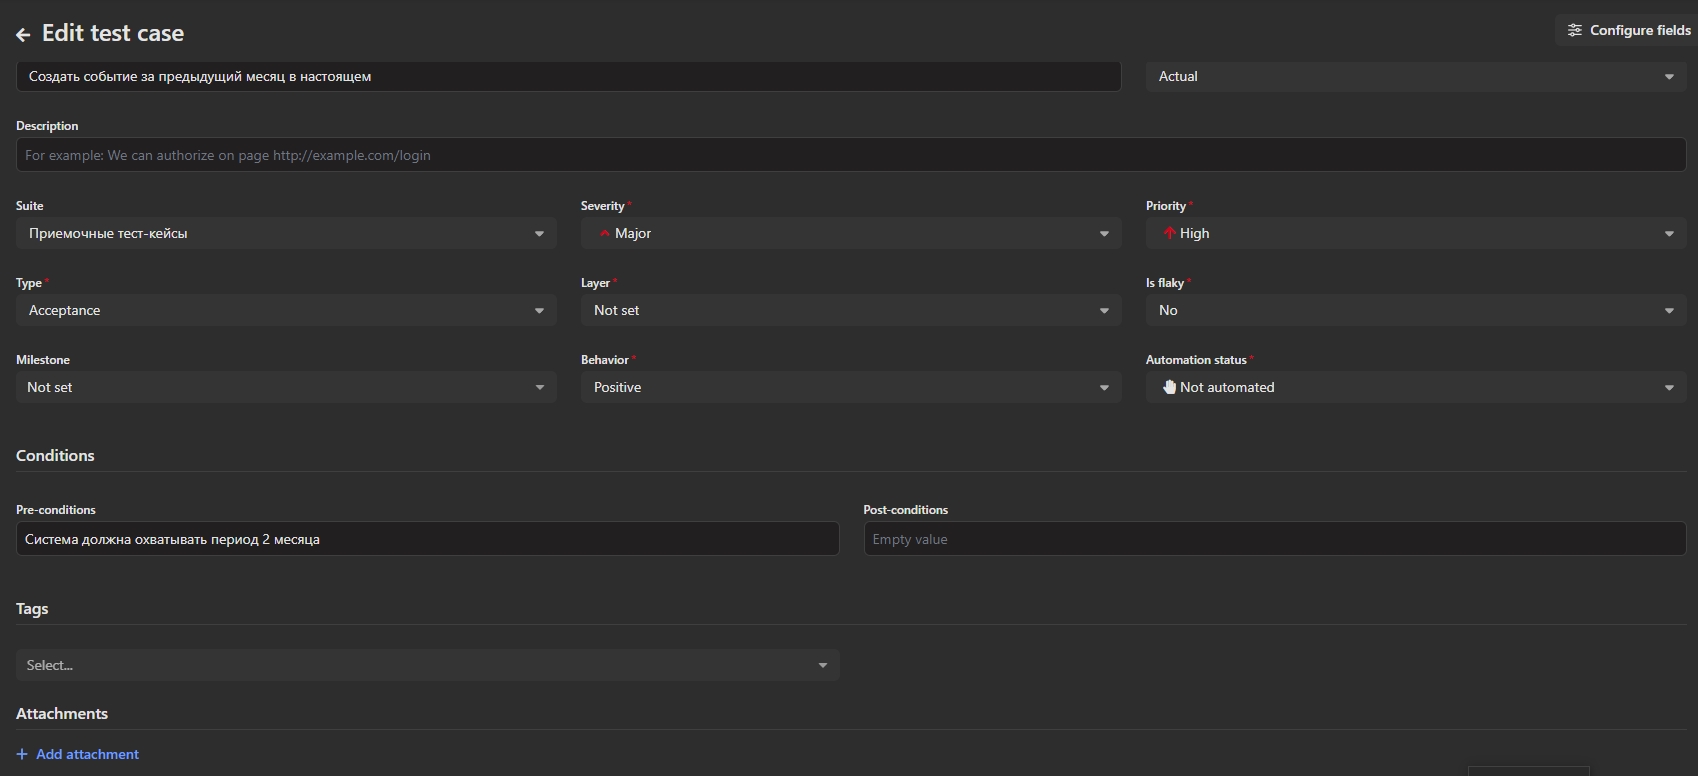 Edit test case
Configure fields
Создать событие за предыдущий месяц в настоящем
Actual
Description
For example: We can authorize on page http://example.com/login
Suite
Severity*
Priority*
Приемочные тест-кейсы
Major
High
Type*
Layer*
Is flaky*
Acceptance
Not set
No
Milestone
Behavior*
Automation status*
Not set
Positive
Not automated
Conditions
Pre-conditions
Post-conditions
Система должна охватывать период 2 месяца
Empty value
Tags
Select...
Attachments
+ Add attachment